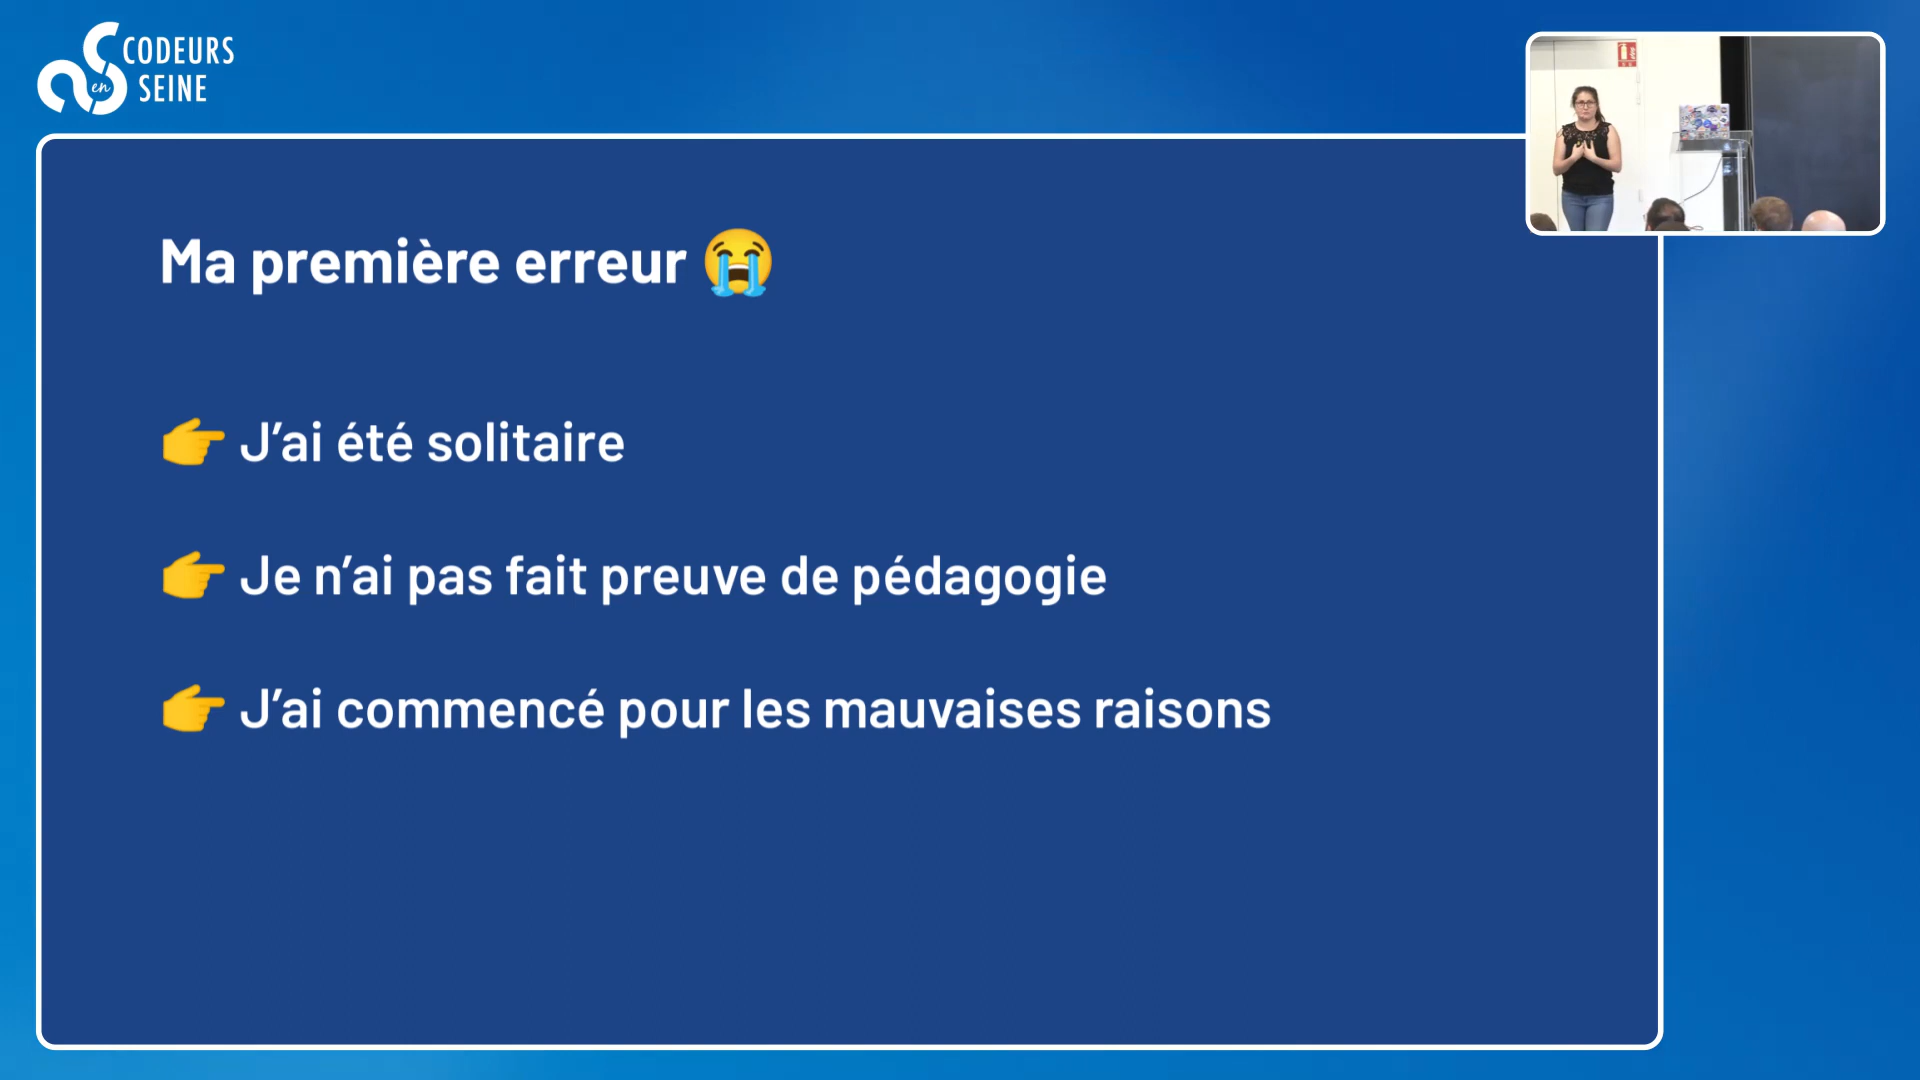 CODEURS
en SEINE
Ma première erreur 😭
👉 J’ai été solitaire
👉 Je n’ai pas fait preuve de pédagogie
👉 J’ai commencé pour les mauvaises raisons